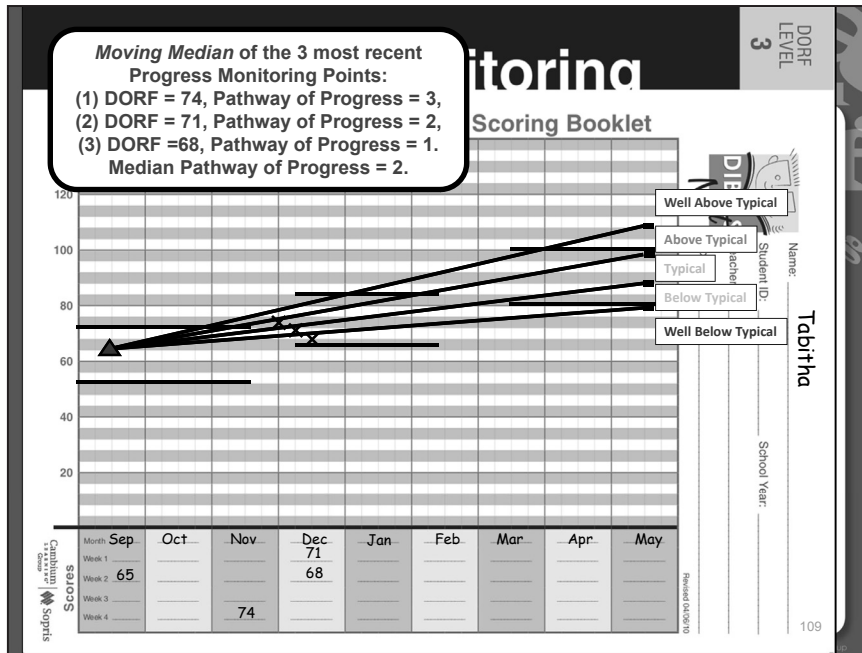 Moving Median of the 3 most recent
Progress Monitoring Points:
(1) DORF = 74, Pathway of Progress = 3,
(2) DORF = 71, Pathway of Progress = 2,
(3) DORF =68, Pathway of Progress = 1.
Median Pathway of Progress = 2.
itoring
DORF
LEVEL
3
Scoring Booklet
120
100
80
60
40
20
Well Above Typical
Above Typical
Typical
Below Typical
Well Below Typical
Name:
Tabitha
Student ID:
School Year:
Month Sep Oct Nov Dec Jan Feb Mar Apr May
Week 1 71
Week 2 65 68
Week 3
Week 4 74
Scores
Cambium
LEARNING
Group
Sopris
Revised 04/06/10
109